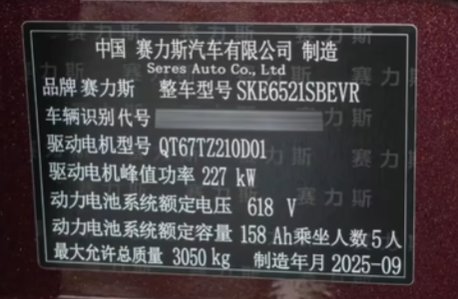 中国 赛力斯汽车有限公司 制造
Seres Auto Co., Ltd
品牌 赛力斯 整车型号 SKE6521SBEVR
车辆识别代号
驱动电机型号 QT67TZ210D01
驱动电机峰值功率 227 kW
动力电池系统额定电压 618 V
动力电池系统额定容量 158 Ah 乘坐人数 5 人
最大允许总质量 3050 kg 制造年月 2025-09